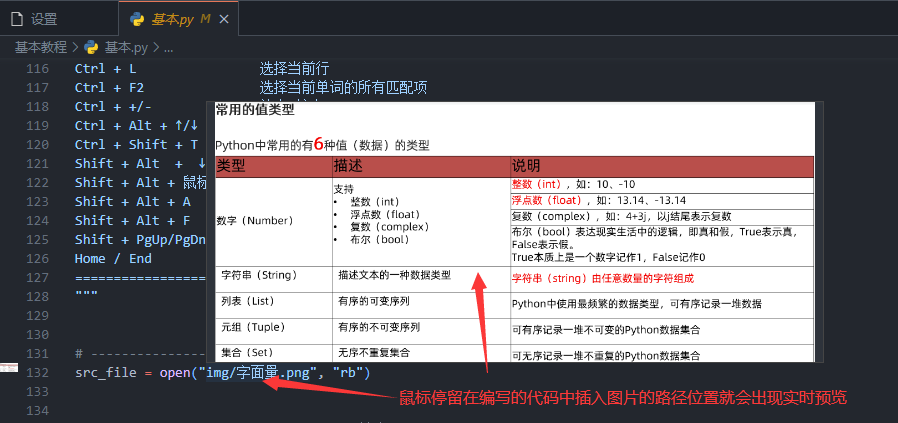 设置
基本.py M ×
基本教程 > 基本.py > ...
116 Ctrl + L 选择当前行
117 Ctrl + F2 选择当前单词的所有匹配项
118 Ctrl + +/-
119 Ctrl + Alt + ↑/↓
120 Ctrl + Shift + T
121 Shift + Alt + ↓
122 Shift + Alt + 鼠标
123 Shift + Alt + A
124 Shift + Alt + F
125 Shift + PgUp/PgDn
126 Home / End
127 ================
128 """
129
130
131 # ----------------
132 src_file = open("img/字面量.png", "rb")
133
134
常用的值类型
Python中常用的有6种值（数据）的类型
类型 描述 说明
数字（Number）
支持
• 整数（int）
• 浮点数（float）
• 复数（complex）
• 布尔（bool）
整数（int），如：10、-10
浮点数（float），如：13.14、-13.14
复数（complex），如：4+3j，以j结尾表示复数
布尔（bool）表达现实生活中的逻辑，即真和假，True表示真，
False表示假。
True本质上是一个数字记作1，False记作0
字符串（String） 描述文本的一种数据类型 字符串（string）由任意数量的字符组成
列表（List） 有序的可变序列 Python中使用最频繁的数据类型，可有序记录一堆数据
元组（Tuple） 有序的不可变序列 可有序记录一堆不可变的Python数据集合
集合（Set） 无序不重复集合 可无序记录一堆不重复的Python数据集合
鼠标停留在编写的代码中插入图片的路径位置就会出现实时预览